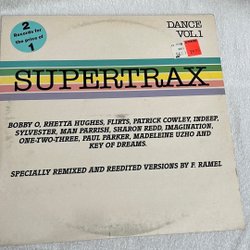 2
Records for
the price of
1
DANCE
VOL.1
SUPERTRAX
BOBBY O, RHETTA HUGHES, FLIRTS, PATRICK COWLEY, INDEEP,
SYLVESTER, MAN PARRISH, SHARON REDD, IMAGINATION,
ONE-TWO-THREE, PAUL PARKER, MADELEINE UZHO and
KEY OF DREAMS.
SPECIALLY REMIXED AND REEDITED VERSIONS BY F. RAMEL